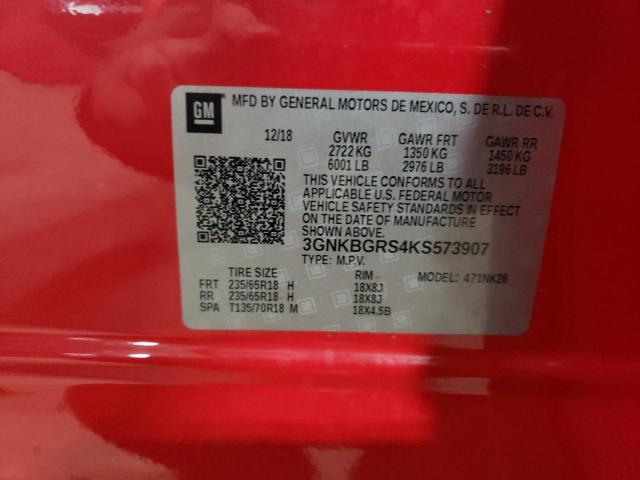 GM MFD BY GENERAL MOTORS DE MEXICO, S. DE R.L. DE C.V.
12/18 GVWR GAWR FRT GAWR RR
2722 KG 1350 KG 1450 KG
6001 LB 2976 LB 3196 LB
THIS VEHICLE CONFORMS TO ALL
APPLICABLE U.S. FEDERAL MOTOR
VEHICLE SAFETY STANDARDS IN EFFECT
ON THE DATE OF MANUFACTURE
SHOWN ABOVE.
3GNKBGRS4KS573907
TYPE: M.P.V. MODEL: 471NK26
TIRE SIZE RIM
FRT 235/65R18 H 18X8J
RR 235/65R18 H 18X8J
SPA T135/70R18 M 18X4.5B